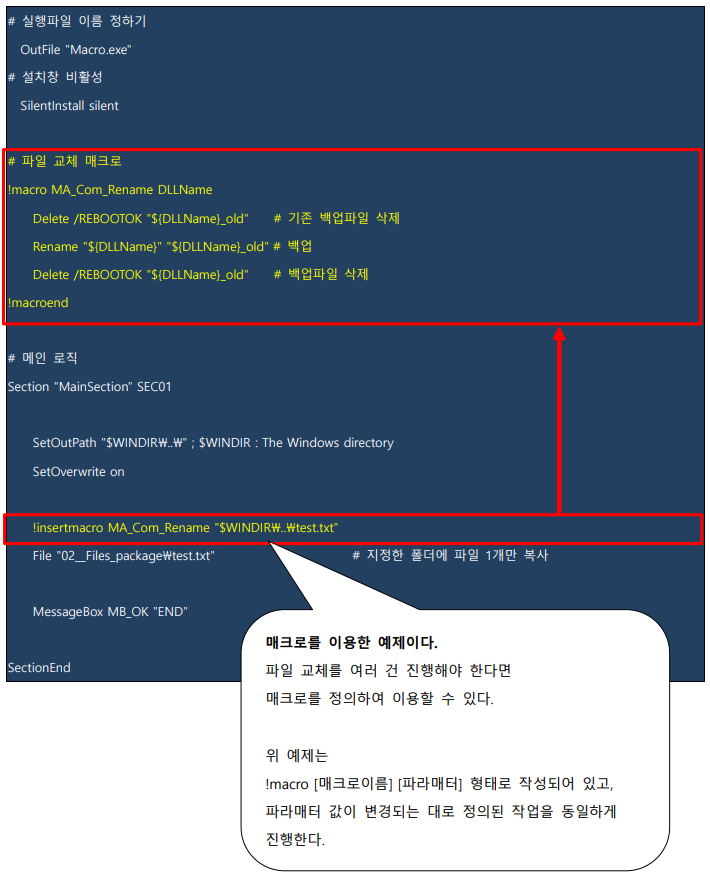 # 실행파일 이름 정하기
OutFile "Macro.exe"
# 설치창 비활성
SilentInstall silent
# 파일 교체 매크로
!macro MA_Com_Rename DLLName
Delete /REBOOTOK "${DLLName}_old" # 기존 백업파일 삭제
Rename "${DLLName}" "${DLLName}_old" # 백업
Delete /REBOOTOK "${DLLName}_old" # 백업파일 삭제
!macroend
# 메인 로직
Section "MainSection" SEC01
SetOutPath "$WINDIR₩..₩" ; $WINDIR : The Windows directory
SetOverwrite on
!insertmacro MA_Com_Rename "$WINDIR₩..₩test.txt"
File "02__Files_package₩test.txt" # 지정한 폴더에 파일 1개만 복사
MessageBox MB_OK "END"
SectionEnd
매크로를 이용한 예제이다.
파일 교체를 여러 건 진행해야 한다면
매크로를 정의하여 이용할 수 있다.
위 예제는
!macro [매크로이름] [파라매터] 형태로 작성되어 있고,
파라매터 값이 변경되는 대로 정의된 작업을 동일하게
진행한다.